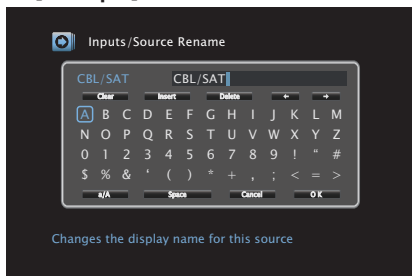 Inputs/Source Rename
CBL/SAT CBL/SAT
Clear Insert Delete ← →
A B C D E F G H I J K L M
N O P Q R S T U V W X Y Z
0 1 2 3 4 5 6 7 8 9 ! “ #
$ % & ‘ ( ) * + , ; < = >
a/A Space Cancel OK
Changes the display name for this source